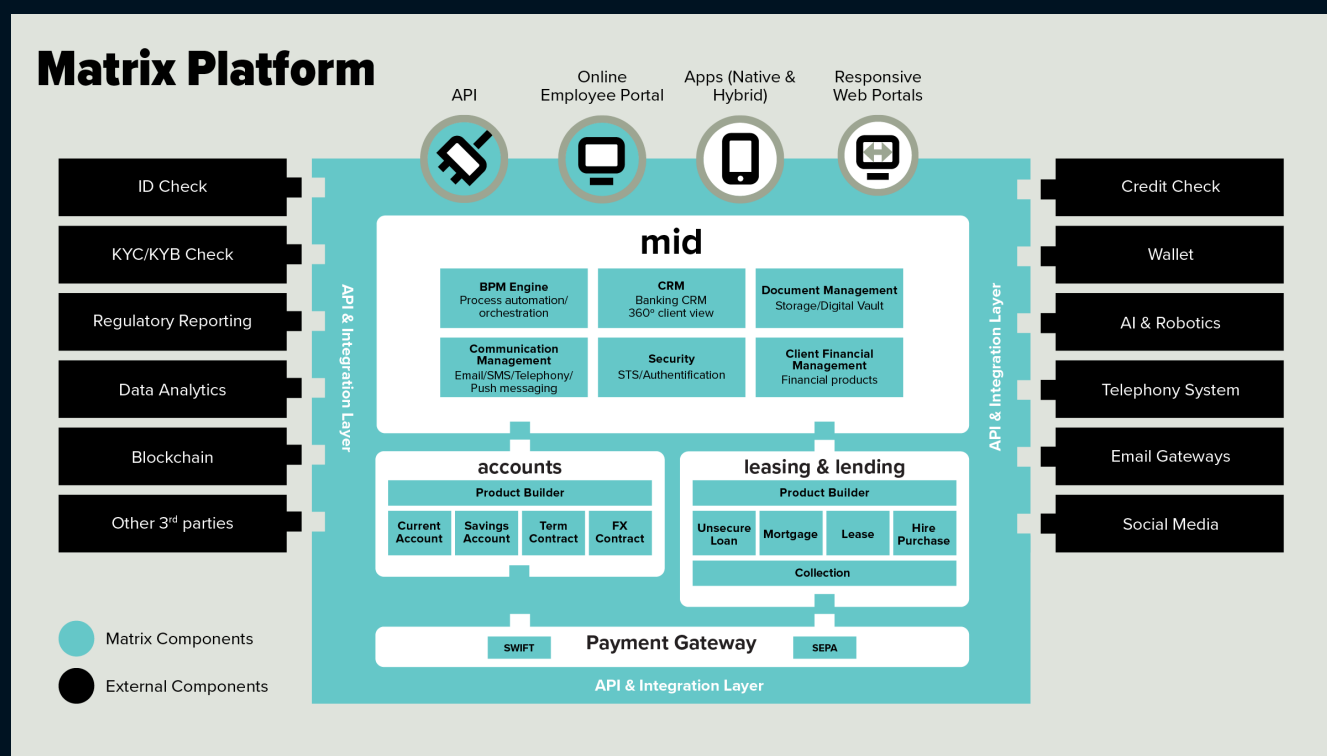 Matrix Platform
API
Online
Employee Portal
Apps (Native &
Hybrid)
Responsive
Web Portals
ID Check
KYC/KYB Check
Regulatory Reporting
Data Analytics
Blockchain
Other 3rd parties
API & Integration Layer
mid
BPM Engine
Process automation/
orchestration
CRM
Banking CRM
360º client view
Document Management
Storage/Digital Vault
Communication
Management
Email/SMS/Telephony/
Push messaging
Security
STS/Authentification
Client Financial
Management
Financial products
accounts
Product Builder
Current
Account
Savings
Account
Term
Contract
FX
Contract
leasing & lending
Product Builder
Unsecure
Loan
Mortgage
Lease
Hire
Purchase
Collection
SWIFT
Payment Gateway
SEPA
API & Integration Layer
API & Integration Layer
Credit Check
Wallet
AI & Robotics
Telephony System
Email Gateways
Social Media
Matrix Components
External Components